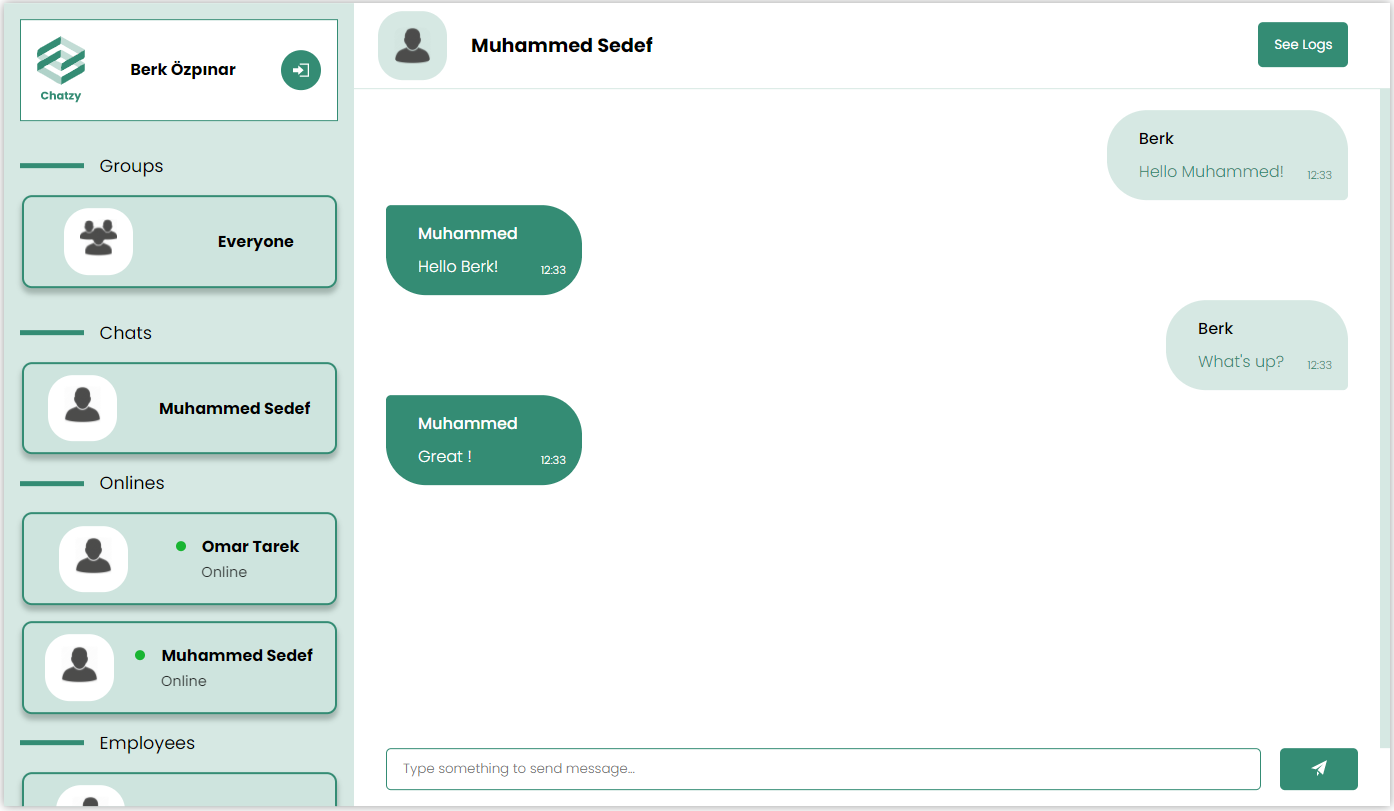 Chatzy
Berk Özpınar
Groups
Everyone
Chats
Muhammed Sedef
Onlines
Omar Tarek
Online
Muhammed Sedef
Online
Employees
Muhammed Sedef
See Logs
Berk
Hello Muhammed! 12:33
Muhammed
Hello Berk! 12:33
Berk
What's up? 12:33
Muhammed
Great ! 12:33
Type something to send message...